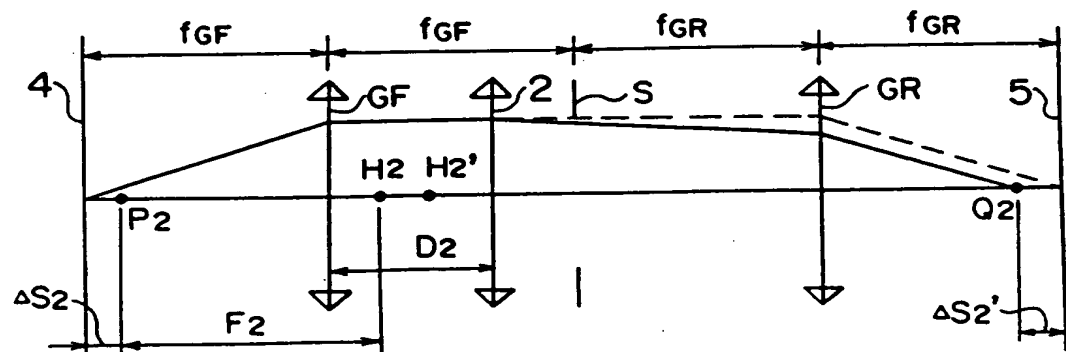 fGF fGF fGR fGR
4 GF 2 S GR 5
H2 H2'
P2 Q2
D2
ΔS2 F2 ΔS2'